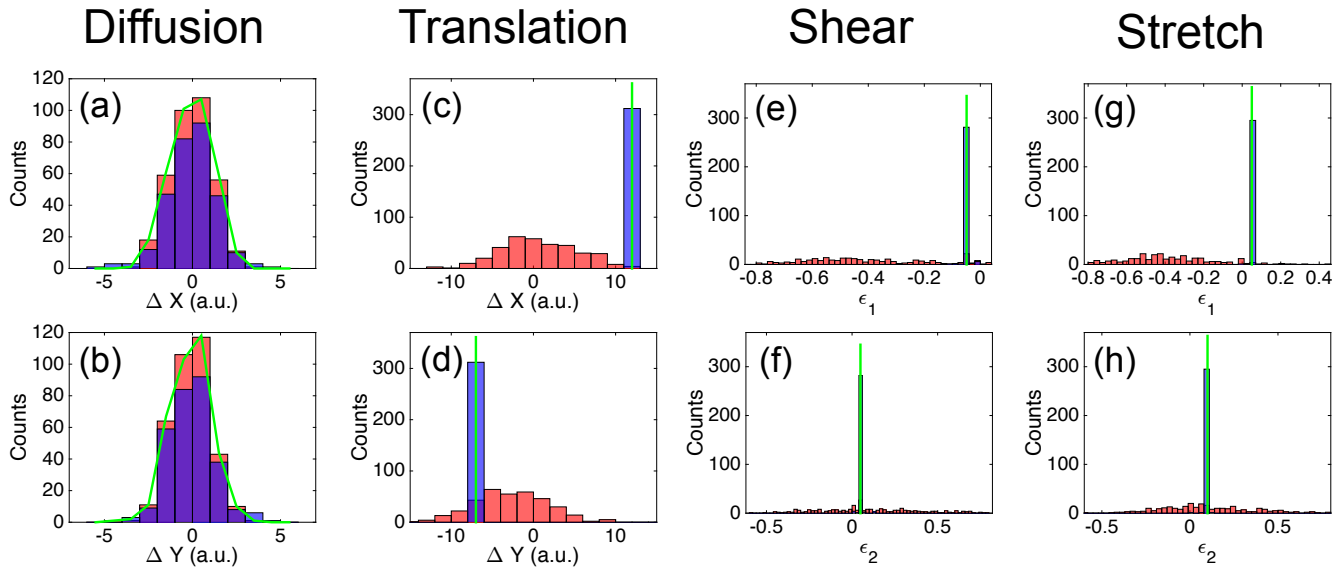 Diffusion Translation Shear Stretch
(a) (c) (e) (g)
Counts
120
100
80
60
40
20
0
-5 0 5
Δ X (a.u.)
Counts
300
200
100
0
-10 0 10
Δ X (a.u.)
Counts
300
200
100
0
-0.8 -0.6 -0.4 -0.2 0
ϵ1
Counts
300
200
100
0
-0.8 -0.6 -0.4 -0.2 0 0.2 0.4
ϵ1
(b) (d) (f) (h)
Counts
120
100
80
60
40
20
0
-5 0 5
Δ Y (a.u.)
Counts
300
200
100
0
-10 0 10
Δ Y (a.u.)
Counts
300
200
100
0
-0.5 0 0.5
ϵ2
Counts
300
200
100
0
-0.5 0 0.5
ϵ2